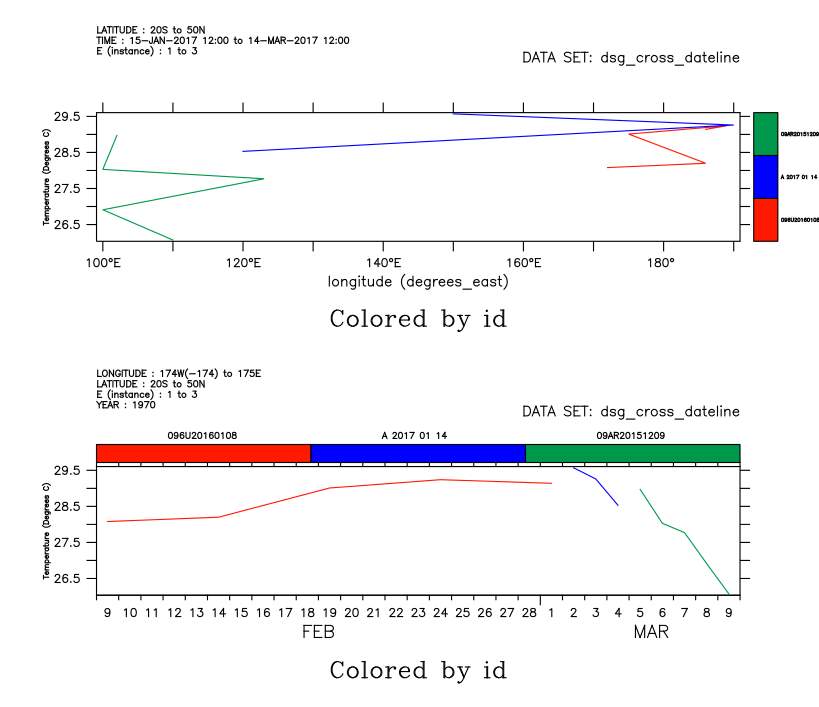 LATITUDE : 20S to 50N
TIME : 15-JAN-2017 12:00 to 14-MAR-2017 12:00
E (instance) : 1 to 3
DATA SET: dsg_cross_dateline
29.5
28.5
27.5
26.5
Temperature (Degrees C)
09AR20151209
A 2017 01 14
096U20160108
100°E 120°E 140°E 160°E 180°
longitude (degrees_east)
Colored by id
LONGITUDE : 174W(-174) to 175E
LATITUDE : 20S to 50N
E (instance) : 1 to 3
YEAR : 1970
DATA SET: dsg_cross_dateline
096U20160108 A 2017 01 14 09AR20151209
29.5
28.5
27.5
26.5
Temperature (Degrees C)
9 10 11 12 13 14 15 16 17 18 19 20 21 22 23 24 25 26 27 28 1 2 3 4 5 6 7 8 9
FEB MAR
Colored by id